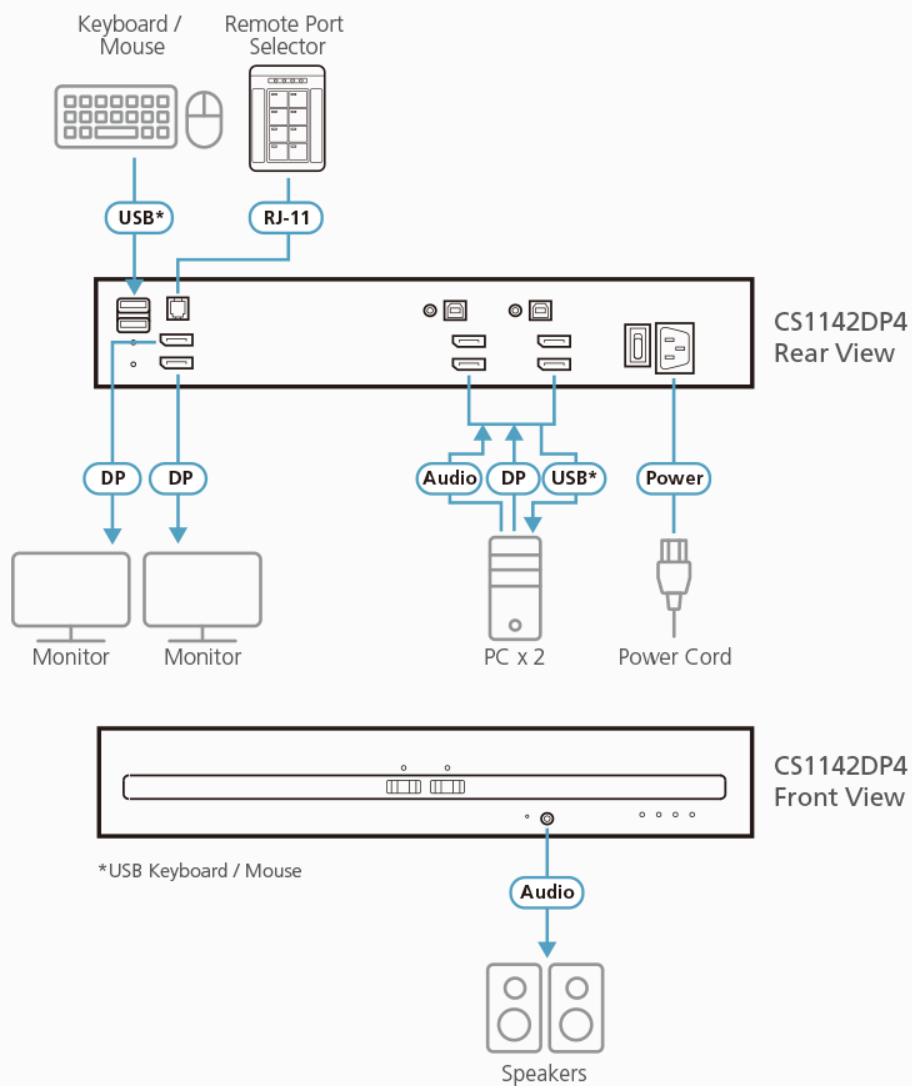 Keyboard /
Mouse
Remote Port
Selector
USB*
RJ-11
CS1142DP4
Rear View
DP
DP
Audio
DP
USB*
Power
Monitor
Monitor
PC x 2
Power Cord
CS1142DP4
Front View
*USB Keyboard / Mouse
Audio
Speakers